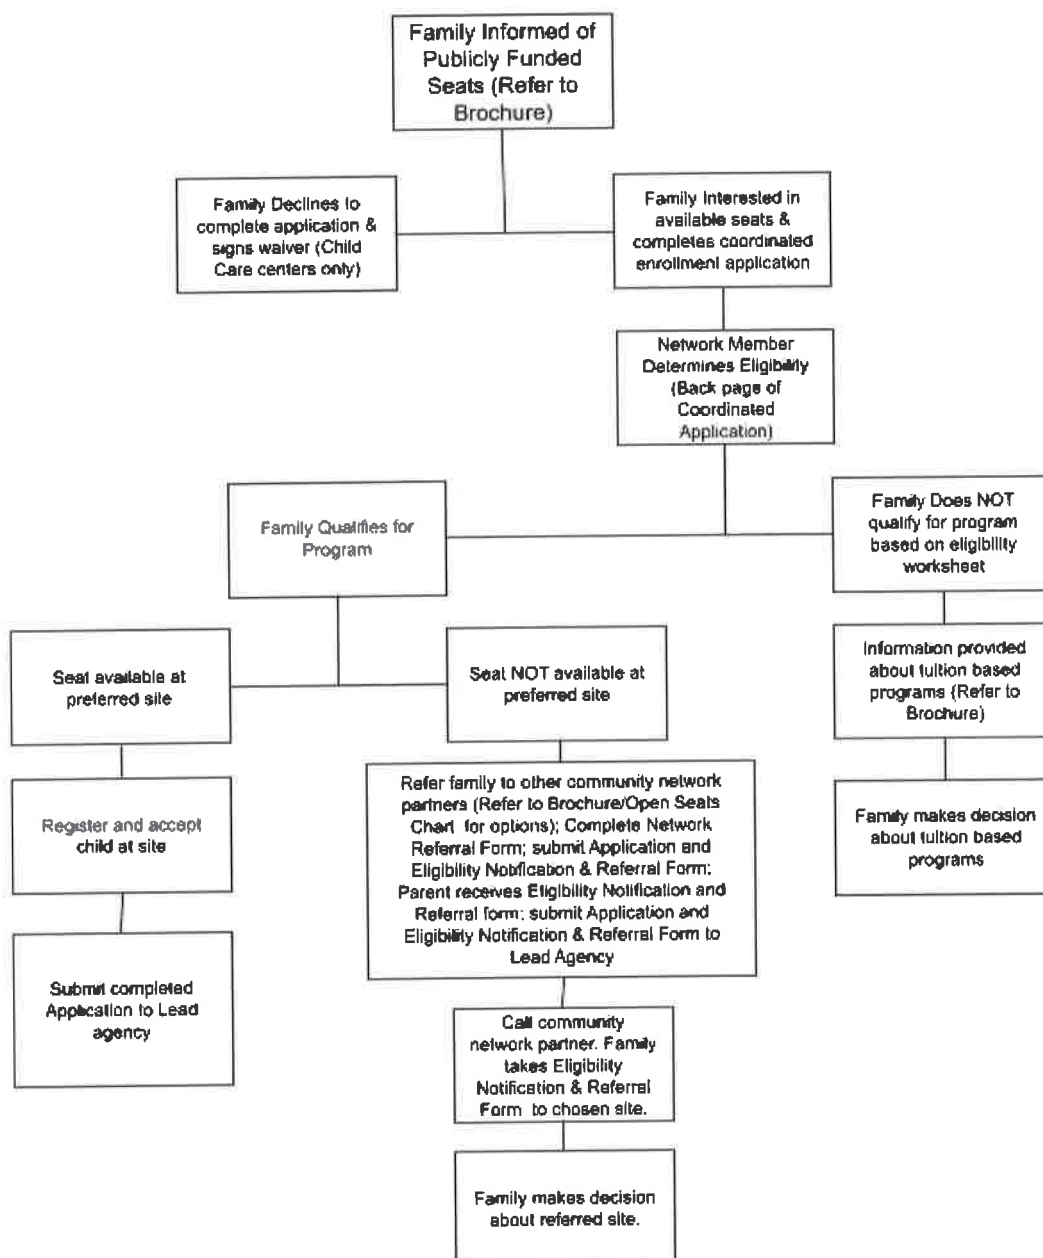 Family Informed of
Publicly Funded
Seats (Refer to
Brochure)
Family Declines to
complete application &
signs waiver (Child
Care centers only)
Family Interested in
available seats &
completes coordinated
enrollment application
Network Member
Determines Eligibility
(Back page of
Coordinated
Application)
Family Qualifies for
Program
Family Does NOT
qualify for program
based on eligibility
worksheet
Seat available at
preferred site
Seat NOT available at
preferred site
Information provided
about tuition based
programs (Refer to
Brochure)
Register and accept
child at site
Refer family to other community network
partners (Refer to Brochure/Open Seats
Chart for options); Complete Network
Referral Form; submit Application and
Eligibility Notification & Referral Form;
Parent receives Eligibility Notification and
Referral form; submit Application and
Eligibility Notification & Referral Form to
Lead Agency
Family makes decision
about tuition based
programs
Submit completed
Application to Lead
agency
Call community
network partner. Family
takes Eligibility
Notification & Referral
Form to chosen site.
Family makes decision
about referred site.